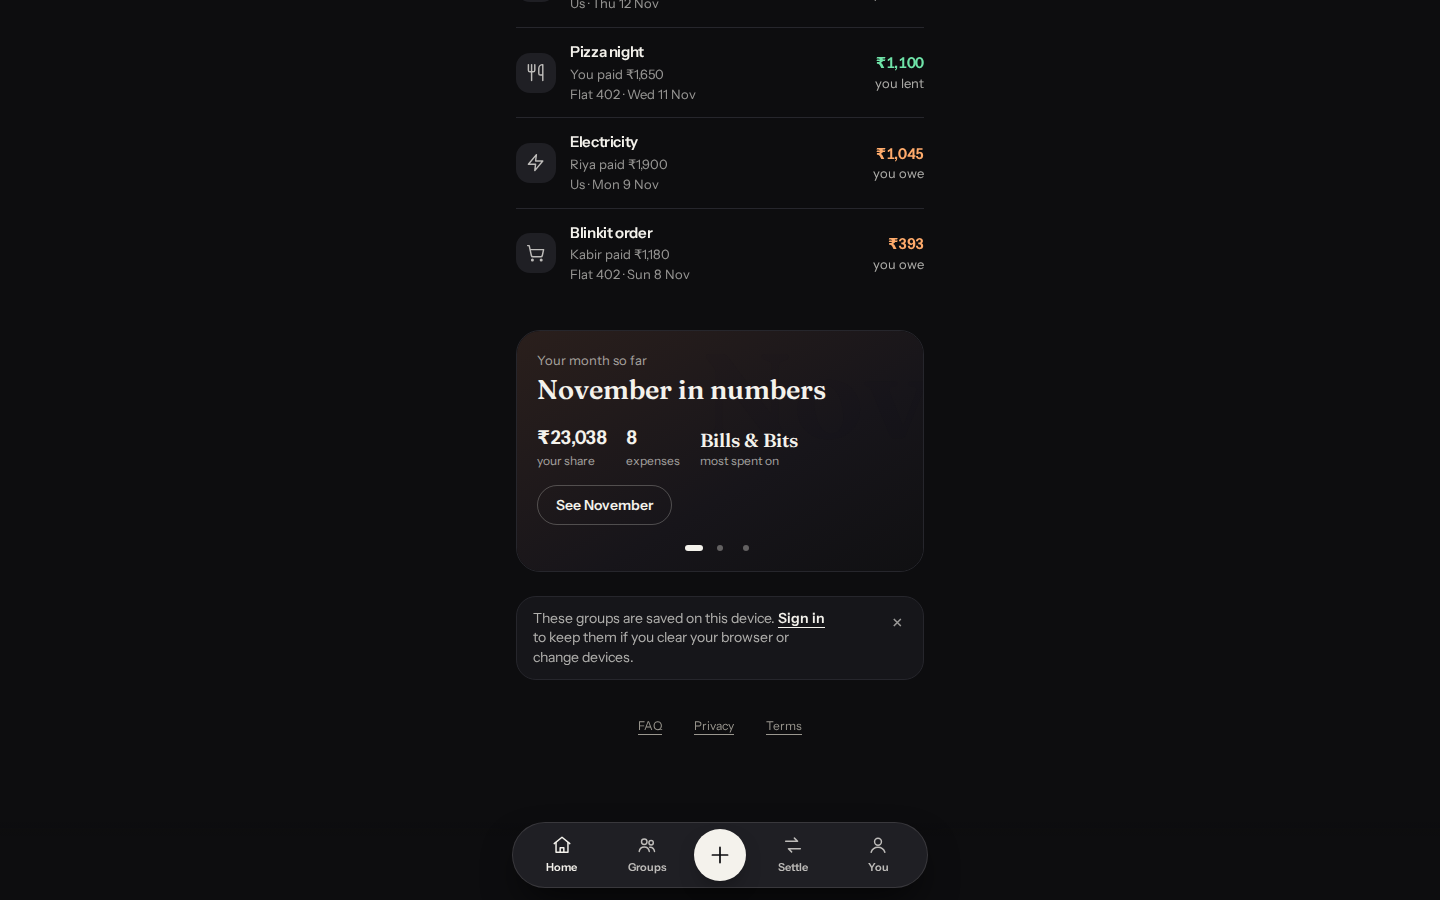 Us · Thu 12 Nov
Pizza night
You paid ₹1,650
Flat 402 · Wed 11 Nov
₹1,100
you lent
Electricity
Riya paid ₹1,900
Us · Mon 9 Nov
₹1,045
you owe
Blinkit order
Kabir paid ₹1,180
Flat 402 · Sun 8 Nov
₹393
you owe
Your month so far
November in numbers
₹23,038 8 Bills & Bits
your share expenses most spent on
See November
These groups are saved on this device. Sign in
to keep them if you clear your browser or
change devices.
FAQ Privacy Terms
Home Groups Settle You